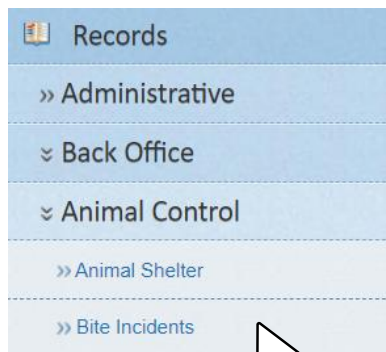 Records
» Administrative
» Back Office
» Animal Control
» Animal Shelter
» Bite Incidents